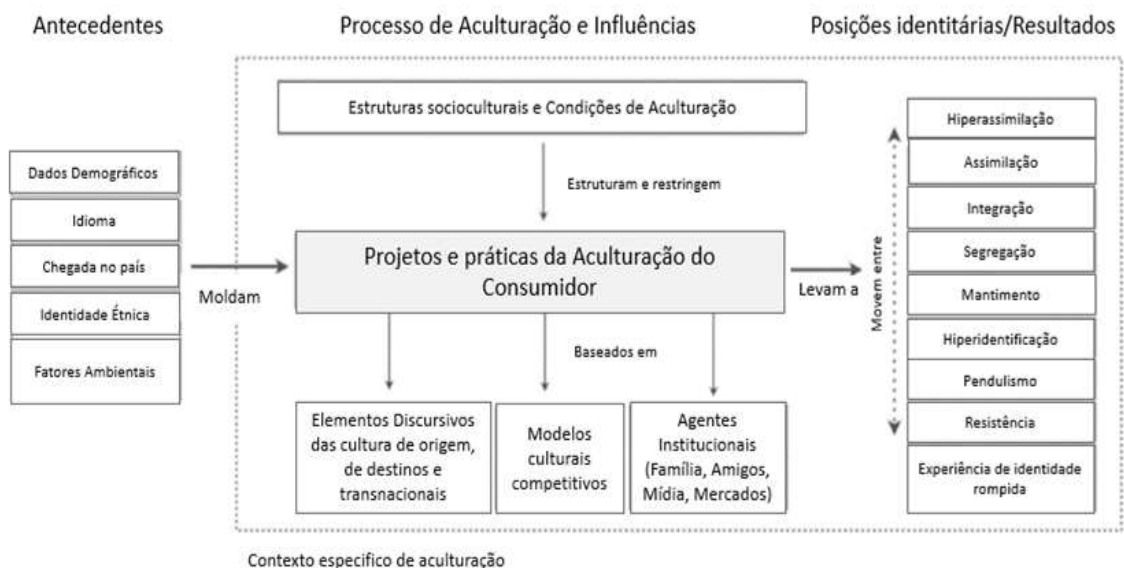 Antecedentes
Processo de Aculturação e Influências
Posições identitárias/Resultados
Estruturas socioculturais e Condições de Aculturação
Estruturam e restringem
Dados Demográficos
Idioma
Chegada no país
Identidade Étnica
Fatores Ambientais
Moldam
Projetos e práticas da Aculturação do
Consumidor
Levam a
Baseados em
Elementos Discursivos
das cultura de origem,
de destinos e
transnacionais
Modelos
culturais
competitivos
Agentes
Institucionais
(Família, Amigos,
Mídia, Mercados)
Movem entre
Hiperassimilação
Assimilação
Integração
Segregação
Mantimento
Hiperidentificação
Pendulismo
Resistência
Experiência de identidade
rompida
Contexto especifico de aculturação